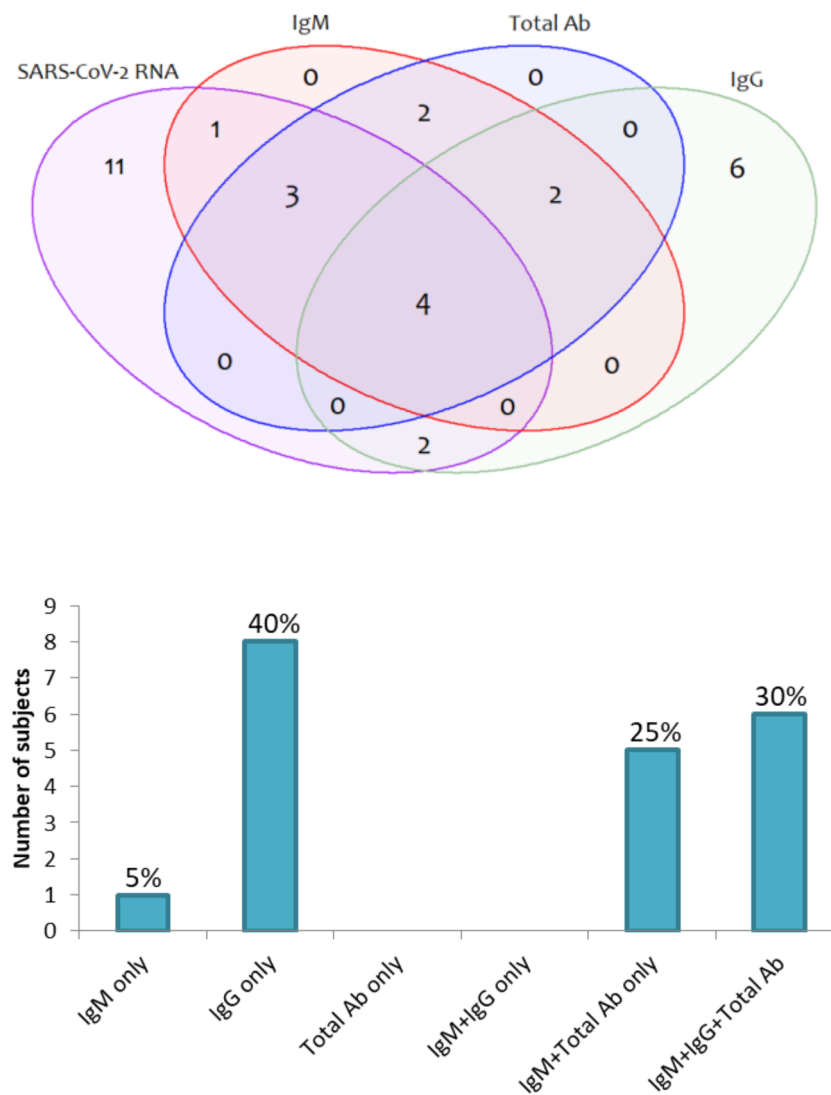 IgM
Total Ab
SARS-CoV-2 RNA
IgG
0
0
2
1
0
11
6
3
2
4
0
0
0
0
2
Number of subjects
9
8
7
6
5
4
3
2
1
0
5%
40%
25%
30%
IgM only
IgG only
Total Ab only
IgM+IgG only
IgM+Total Ab only
IgM+IgG+Total Ab